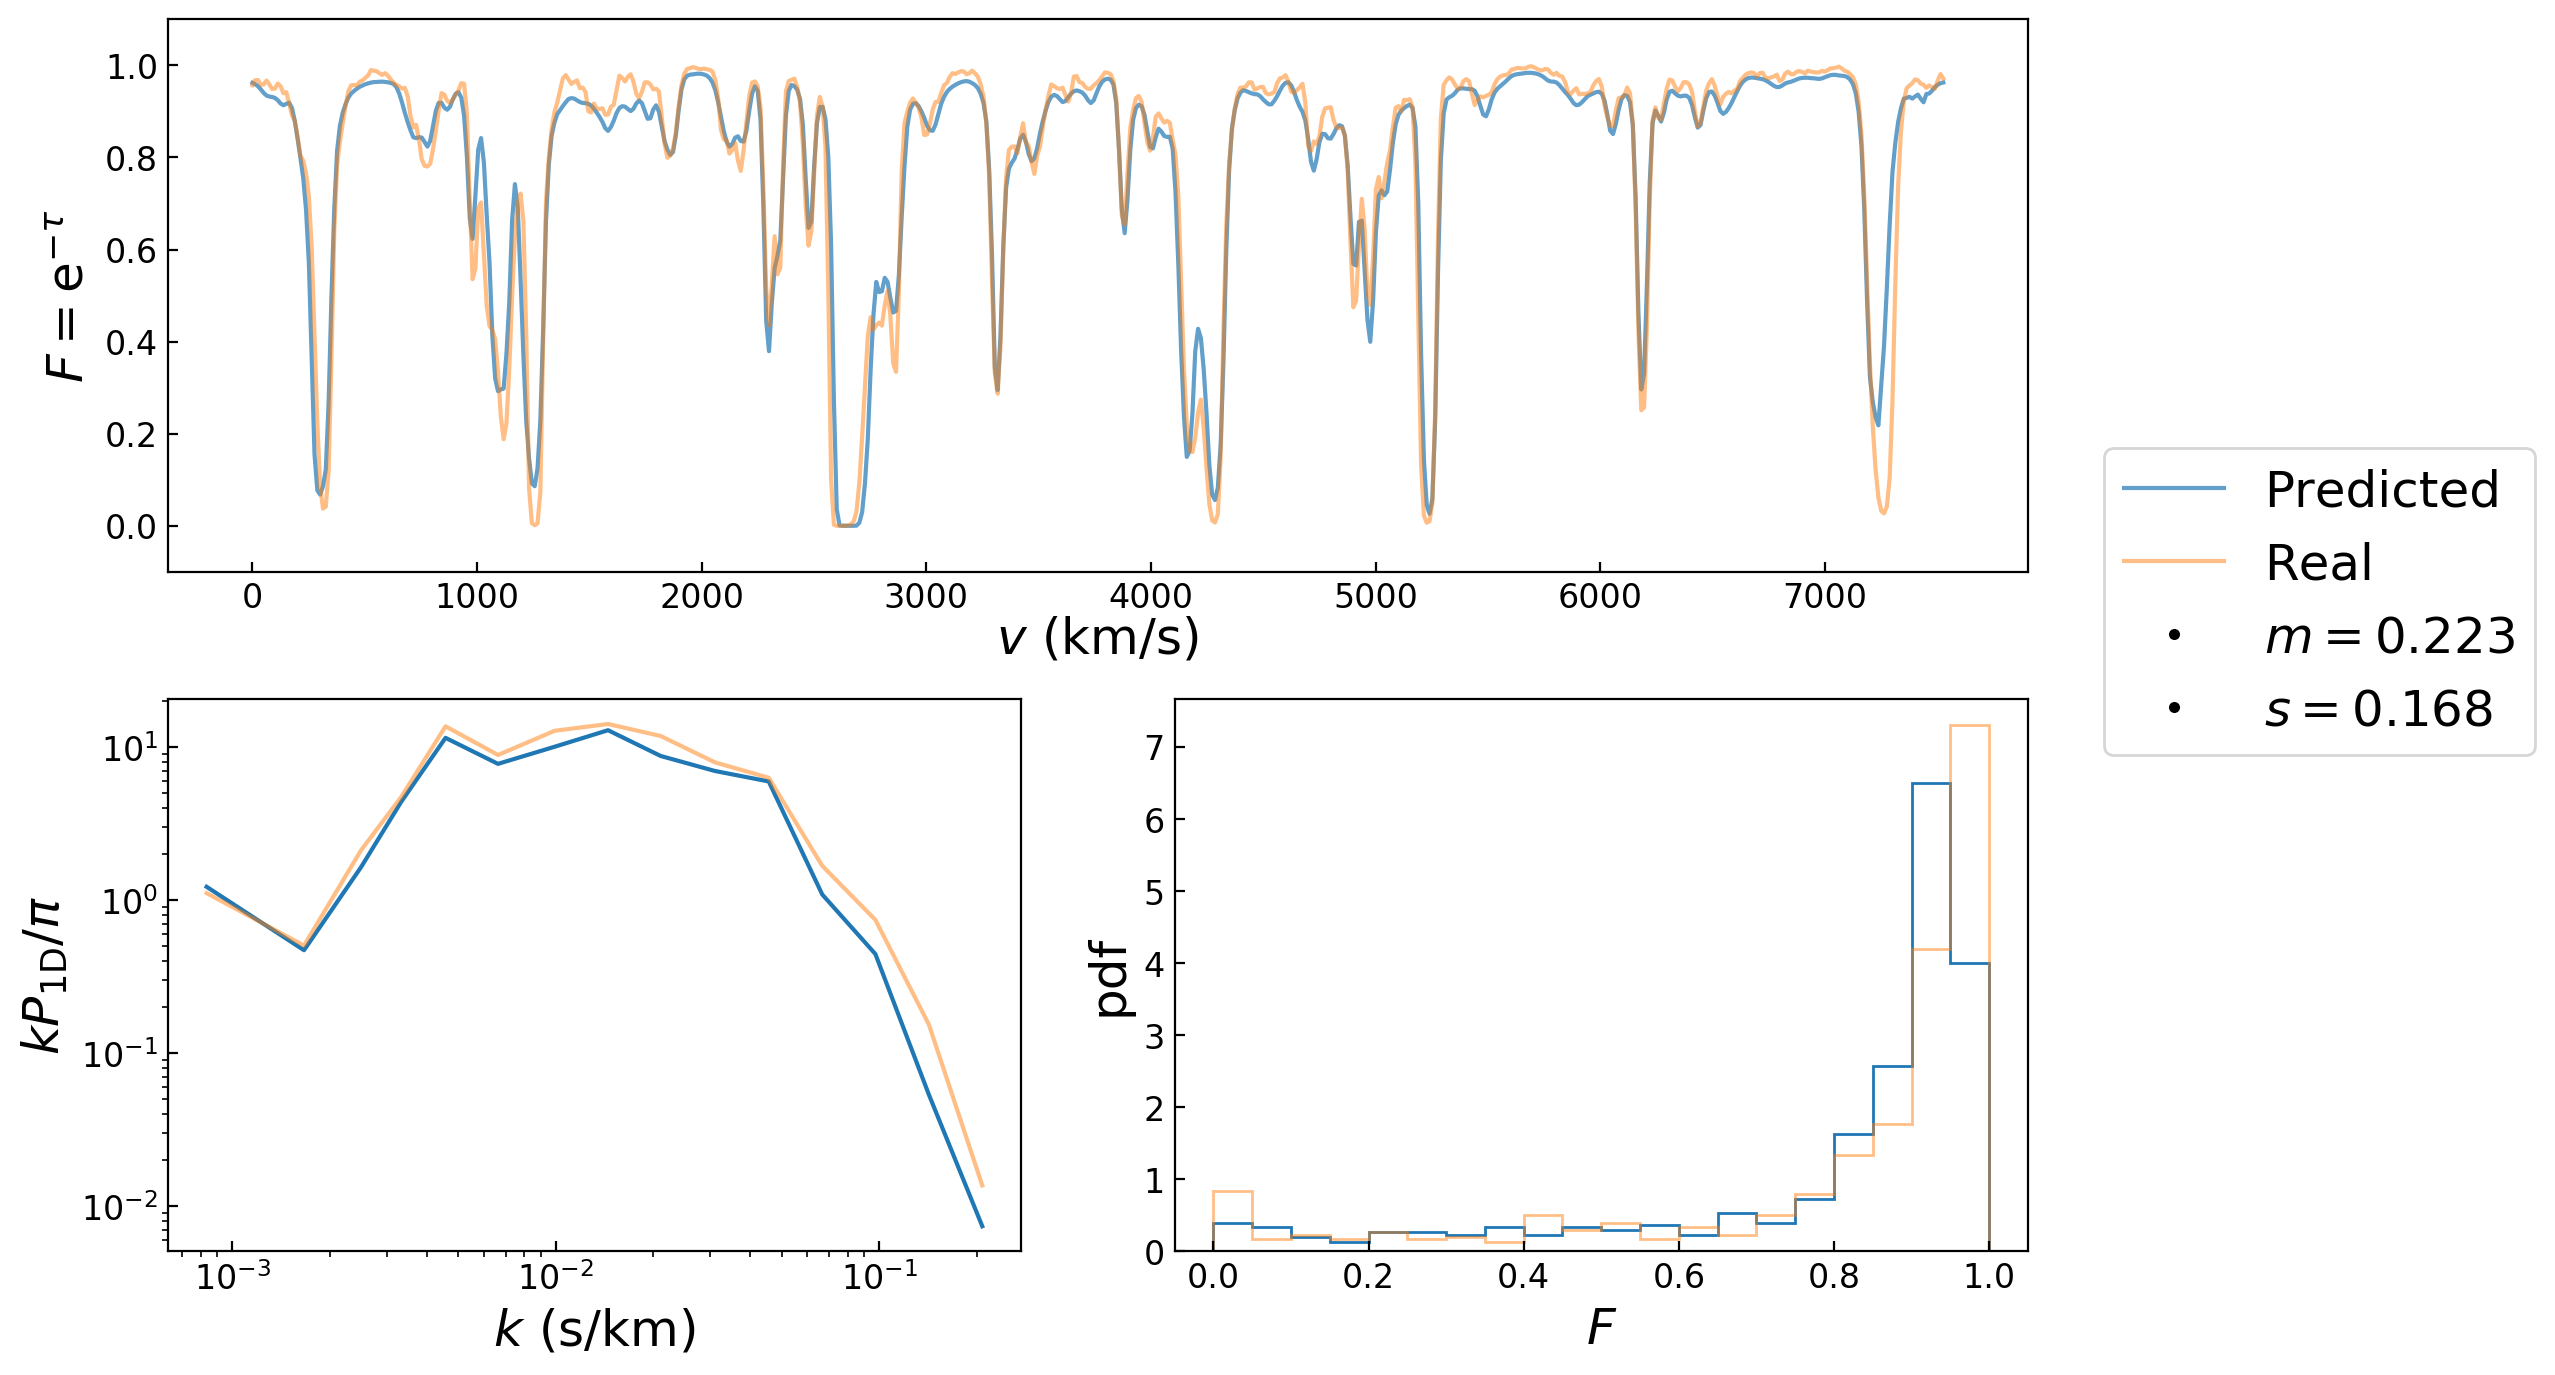 1.0
0.8
0.6
0.4
0.2
0.0
F = e^{-τ}
0 1000 2000 3000 4000 5000 6000 7000
v (km/s)
Predicted
Real
m = 0.223
s = 0.168
10^1
10^0
10^{-1}
10^{-2}
kP_{1D}/π
10^{-3} 10^{-2} 10^{-1}
k (s/km)
7
6
5
4
3
2
1
0
pdf
0.0 0.2 0.4 0.6 0.8 1.0
F